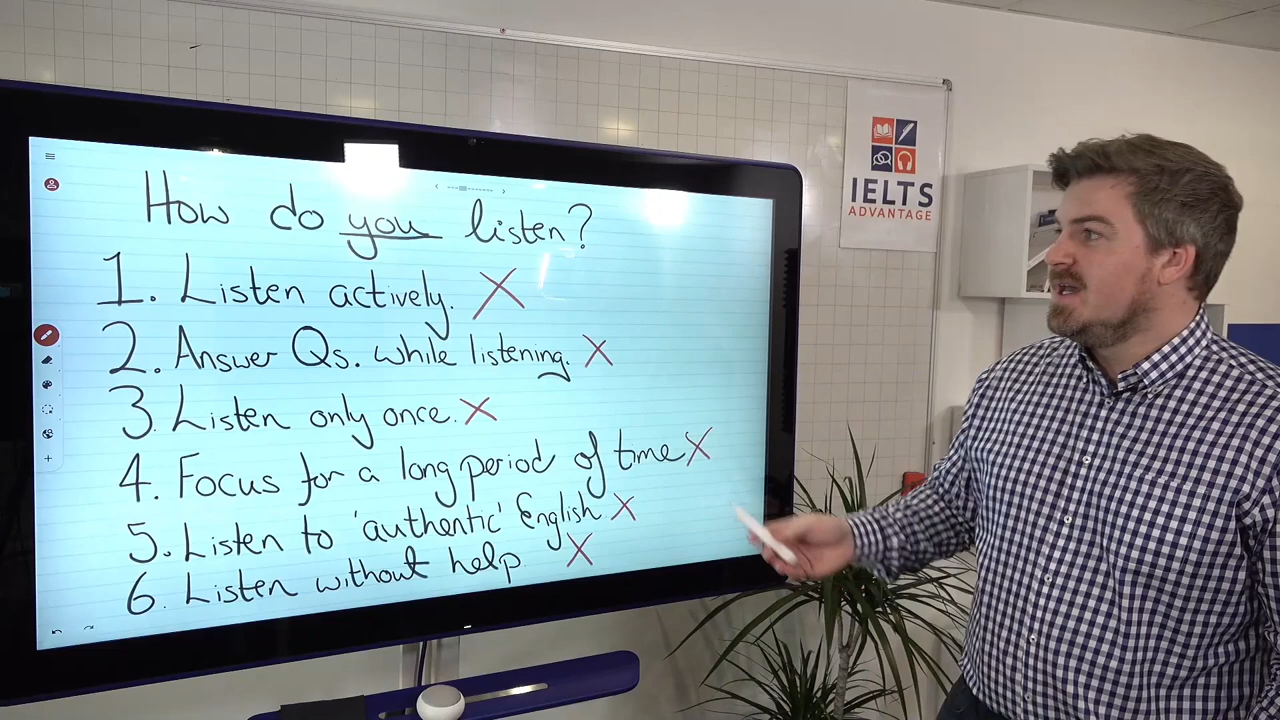 How do you listen?
1. Listen actively. X
2. Answer Qs. while listening. X
3. Listen only once. X
4. Focus for a long period of time X
5. Listen to 'authentic' English. X
6. Listen without help. X
IELTS
ADVANTAGE